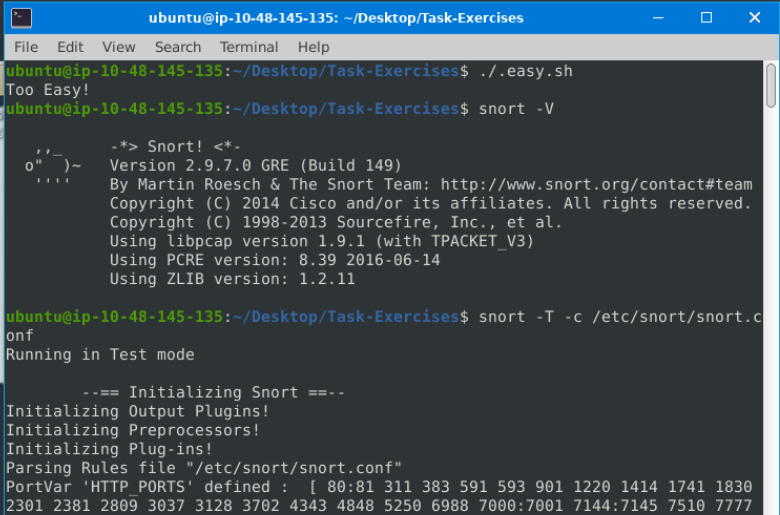 ubuntu@ip-10-48-145-135: ~/Desktop/Task-Exercises
File Edit View Search Terminal Help
ubuntu@ip-10-48-145-135:~/Desktop/Task-Exercises$ ./.easy.sh
Too Easy!
ubuntu@ip-10-48-145-135:~/Desktop/Task-Exercises$ snort -V
   ,,_     -*> Snort! <*-
  o"  )~   Version 2.9.7.0 GRE (Build 149)
   ''''    By Martin Roesch & The Snort Team: http://www.snort.org/contact#team
           Copyright (C) 2014 Cisco and/or its affiliates. All rights reserved.
           Copyright (C) 1998-2013 Sourcefire, Inc., et al.
           Using libpcap version 1.9.1 (with TPACKET_V3)
           Using PCRE version: 8.39 2016-06-14
           Using ZLIB version: 1.2.11
ubuntu@ip-10-48-145-135:~/Desktop/Task-Exercises$ snort -T -c /etc/snort/snort.c
onf
Running in Test mode
        --== Initializing Snort ==--
Initializing Output Plugins!
Initializing Preprocessors!
Initializing Plug-ins!
Parsing Rules file "/etc/snort/snort.conf"
PortVar 'HTTP_PORTS' defined :  [ 80:81 311 383 591 593 901 1220 1414 1741 1830
2301 2381 2809 3037 3128 3702 4343 4848 5250 6988 7000:7001 7144:7145 7510 7777